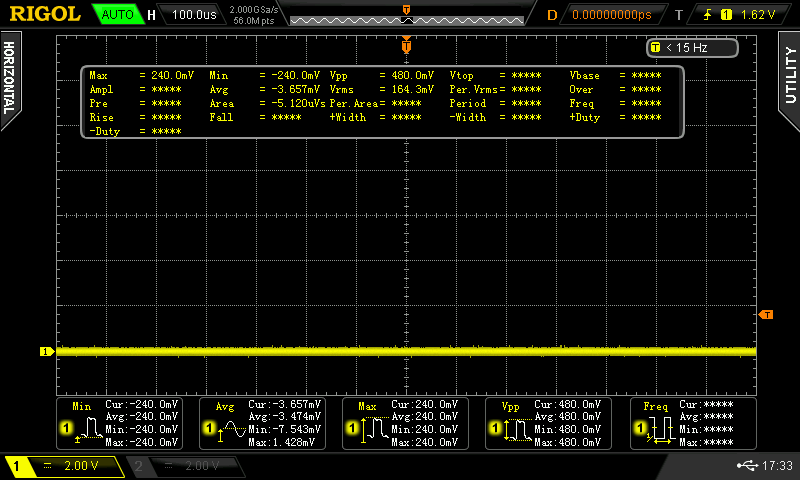 RIGOL AUTO H 100.0us 2.000GSa/s 56.0M pts T D 0.00000000ps T 1 1.62 V
T
T < 15 Hz
HORIZONTAL
UTILITY
Max = 240.0mV Min = -240.0mV Vpp = 480.0mV Vtop = ***** Vbase = *****
Ampl = ***** Avg = -3.657mV Vrms = 164.3mV Per.Vrms= ***** Over = *****
Pre = ***** Area = -5.120uVs Per.Area= ***** Period = ***** Freq = *****
Rise = ***** Fall = ***** +Width = ***** -Width = ***** +Duty = *****
-Duty = *****
T
1
Min Cur:-240.0mV
Avg:-240.0mV
1 Min:-240.0mV
Max:-240.0mV
Avg Cur:-3.657mV
Avg:-3.474mV
1 Min:-7.543mV
Max:1.428mV
Max Cur:240.0mV
Avg:240.0mV
1 Min:240.0mV
Max:240.0mV
Vpp Cur:480.0mV
Avg:480.0mV
1 Min:480.0mV
Max:480.0mV
Freq Cur:*****
Avg:*****
1 Min:*****
Max:*****
1 = 2.00 V 2 = 2.00 V 17:33